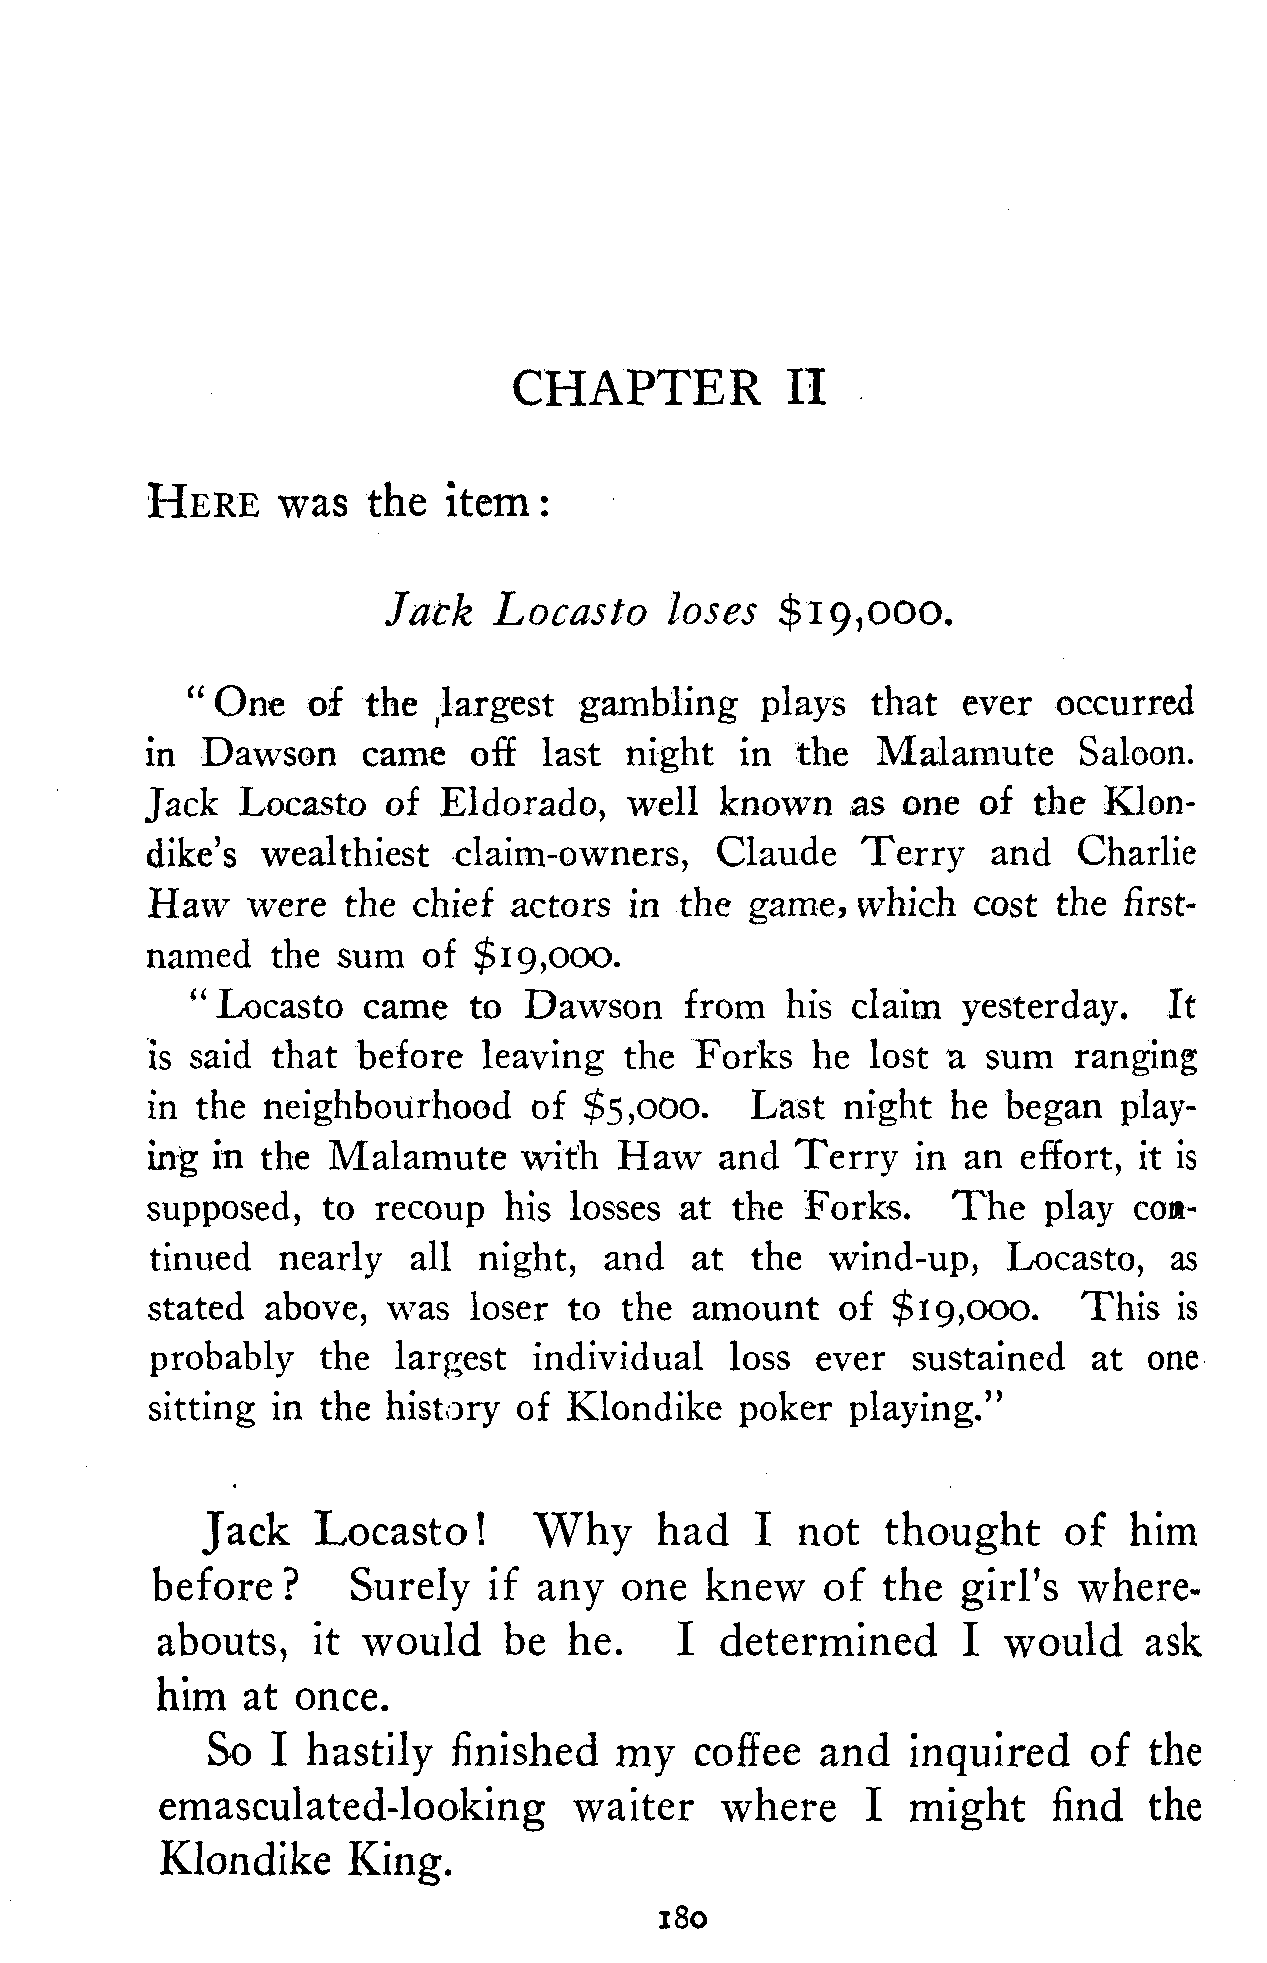 CHAPTER II
HERE was the item :
Jack Locasto loses $19,000.
" One of the largest gambling plays that ever occurred
in Dawson came off last night in the Malamute Saloon.
Jack Locasto of Eldorado, well known as one of the Klon-
dike's wealthiest claim-owners, Claude Terry and Charlie
Haw were the chief actors in the game, which cost the first-
named the sum of $19,000.
" Locasto came to Dawson from his claim yesterday. It
is said that before leaving the Forks he lost a sum ranging
in the neighbourhood of $5,000. Last night he began play-
ing in the Malamute with Haw and Terry in an effort, it is
supposed, to recoup his losses at the Forks. The play con-
tinued nearly all night, and at the wind-up, Locasto, as
stated above, was loser to the amount of $19,000. This is
probably the largest individual loss ever sustained at one
sitting in the history of Klondike poker playing."
Jack Locasto! Why had I not thought of him
before ? Surely if any one knew of the girl's where-
abouts, it would be he. I determined I would ask
him at once.
So I hastily finished my coffee and inquired of the
emasculated-looking waiter where I might find the
Klondike King.
180